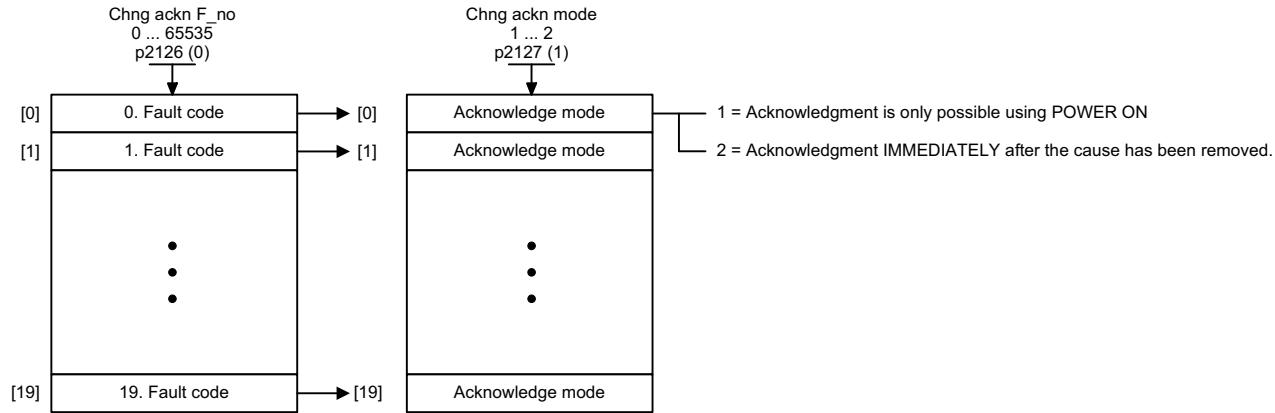 Chng ackn F_no
0 ... 65535
p2126 (0)
Chng ackn mode
1 ... 2
p2127 (1)
[0] 0. Fault code [0] Acknowledge mode 1 = Acknowledgment is only possible using POWER ON
[1] 1. Fault code [1] Acknowledge mode 2 = Acknowledgment IMMEDIATELY after the cause has been removed.
[19] 19. Fault code [19] Acknowledge mode